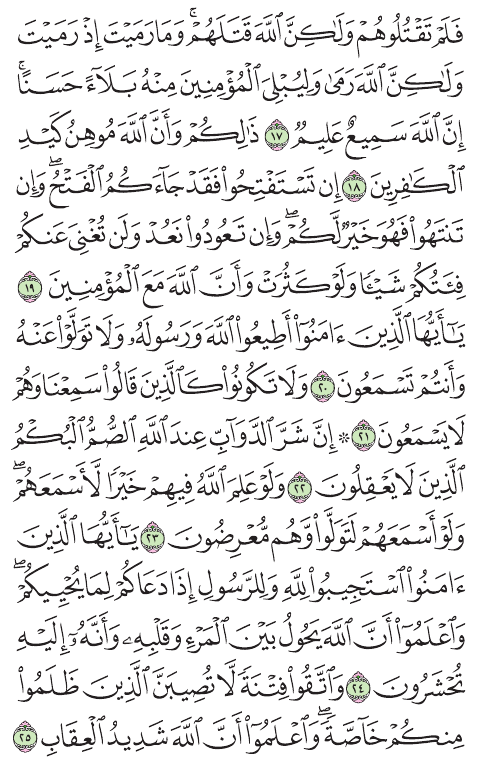 فَلَمۡ تَقۡتُلُوهُمۡ وَلَٰكِنَّ ٱللَّهَ قَتَلَهُمۡۚ وَمَا رَمَيۡتَ إِذۡ رَمَيۡتَ
وَلَٰكِنَّ ٱللَّهَ رَمَىٰ وَلِيُبۡلِيَ ٱلۡمُؤۡمِنِينَ مِنۡهُ بَلَآءً حَسَنًاۚ
إِنَّ ٱللَّهَ سَمِيعٌ عَلِيمٞ ١٧ ذَٰلِكُمۡ وَأَنَّ ٱللَّهَ مُوهِنُ كَيۡدِ
ٱلۡكَٰفِرِينَ ١٨ إِن تَسۡتَفۡتِحُواْ فَقَدۡ جَآءَكُمُ ٱلۡفَتۡحُۖ وَإِن
تَنتَهُواْ فَهُوَ خَيۡرٞ لَّكُمۡۖ وَإِن تَعُودُواْ نَعُدۡ وَلَن تُغۡنِيَ عَنكُمۡ
فِئَتُكُمۡ شَيۡـٔٗا وَلَوۡ كَثُرَتۡ وَأَنَّ ٱللَّهَ مَعَ ٱلۡمُؤۡمِنِينَ ١٩
يَٰٓأَيُّهَا ٱلَّذِينَ ءَامَنُوٓاْ أَطِيعُواْ ٱللَّهَ وَرَسُولَهُۥ وَلَا تَوَلَّوۡاْ عَنۡهُ
وَأَنتُمۡ تَسۡمَعُونَ ٢٠ وَلَا تَكُونُواْ كَٱلَّذِينَ قَالُواْ سَمِعۡنَا وَهُمۡ
لَا يَسۡمَعُونَ ٢١ ۞ إِنَّ شَرَّ ٱلدَّوَآبِّ عِندَ ٱللَّهِ ٱلصُّمُّ ٱلۡبُكۡمُ
ٱلَّذِينَ لَا يَعۡقِلُونَ ٢٢ وَلَوۡ عَلِمَ ٱللَّهُ فِيهِمۡ خَيۡرٗا لَّأَسۡمَعَهُمۡۖ
وَلَوۡ أَسۡمَعَهُمۡ لَتَوَلَّواْ وَّهُم مُّعۡرِضُونَ ٢٣ يَٰٓأَيُّهَا ٱلَّذِينَ
ءَامَنُواْ ٱسۡتَجِيبُواْ لِلَّهِ وَلِلرَّسُولِ إِذَا دَعَاكُمۡ لِمَا يُحۡيِيكُمۡۖ
وَٱعۡلَمُوٓاْ أَنَّ ٱللَّهَ يَحُولُ بَيۡنَ ٱلۡمَرۡءِ وَقَلۡبِهِۦ وَأَنَّهُۥٓ إِلَيۡهِ
تُحۡشَرُونَ ٢٤ وَٱتَّقُواْ فِتۡنَةٗ لَّا تُصِيبَنَّ ٱلَّذِينَ ظَلَمُواْ
مِنكُمۡ خَآصَّةٗۖ وَٱعۡلَمُوٓاْ أَنَّ ٱللَّهَ شَدِيدُ ٱلۡعِقَابِ ٢٥